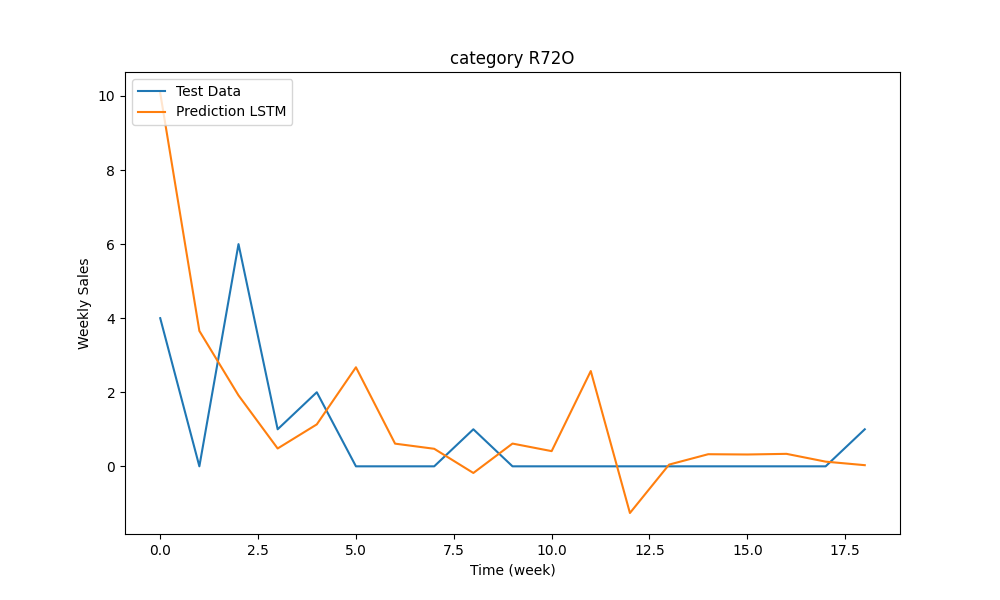 category R72O
Test Data
Prediction LSTM
10
8
6
4
2
0
Weekly Sales
0.0 2.5 5.0 7.5 10.0 12.5 15.0 17.5
Time (week)